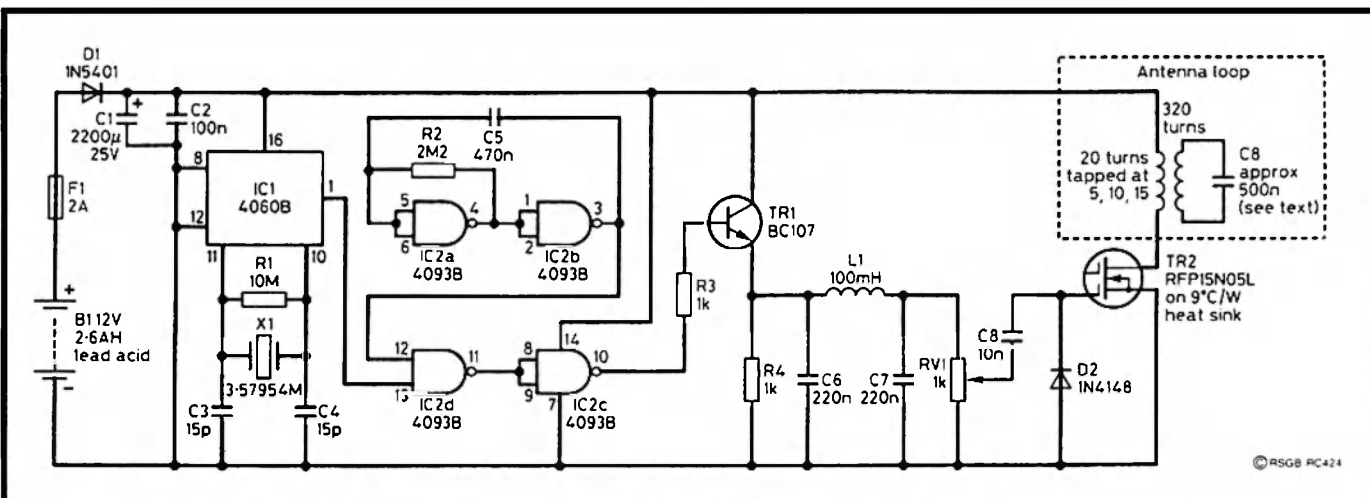 D1
1N5401
C1
2200μ
25V
+
C2
100n
F1
2A
+
B1 12V
2·6AH
lead acid
-
16
8
12
IC1
4060B
1
11
10
R1
10M
X1
3·57954M
C3
15p
C4
15p
C5
470n
R2
2M2
5
6
4
IC2a
4093B
1
2
3
IC2b
4093B
12
13
11
IC2d
4093B
8
9
14
7
10
IC2c
4093B
R3
1k
TR1
BC107
R4
1k
L1
100mH
C6
220n
C7
220n
RV1
1k
C8
10n
D2
1N4148
Antenna loop
320
turns
20 turns
tapped at
5, 10, 15
C8
approx
500n
(see text)
TR2
RFP15N05L
on 9°C/W
heat sink
©RSGB RC424